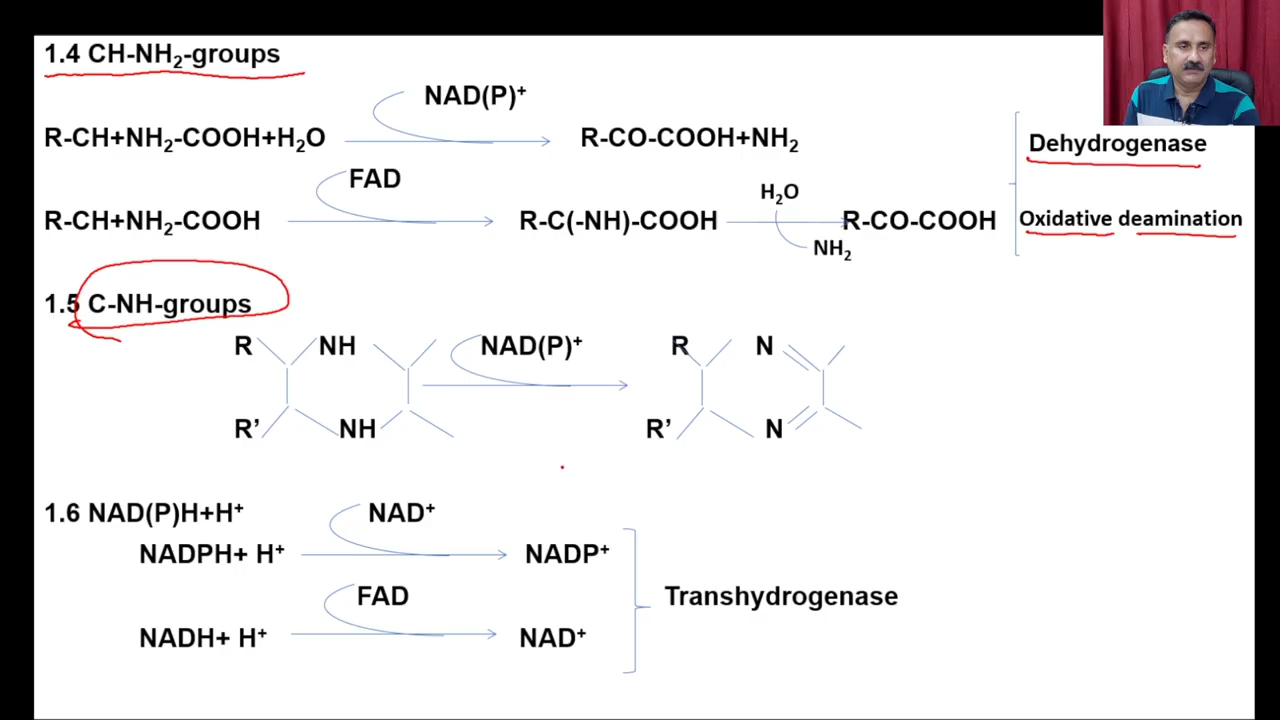 1.4 CH-NH₂-groups
NAD(P)⁺
R-CH+NH₂-COOH+H₂O R-CO-COOH+NH₂
Dehydrogenase
FAD
H₂O
R-CH+NH₂-COOH R-C(-NH)-COOH R-CO-COOH
Oxidative deamination
NH₂
1.5 C-NH-groups
R NH NAD(P)⁺ R N
R’ NH R’ N
1.6 NAD(P)H+H⁺ NAD⁺
NADPH+ H⁺ NADP⁺
FAD
Transhydrogenase
NADH+ H⁺ NAD⁺